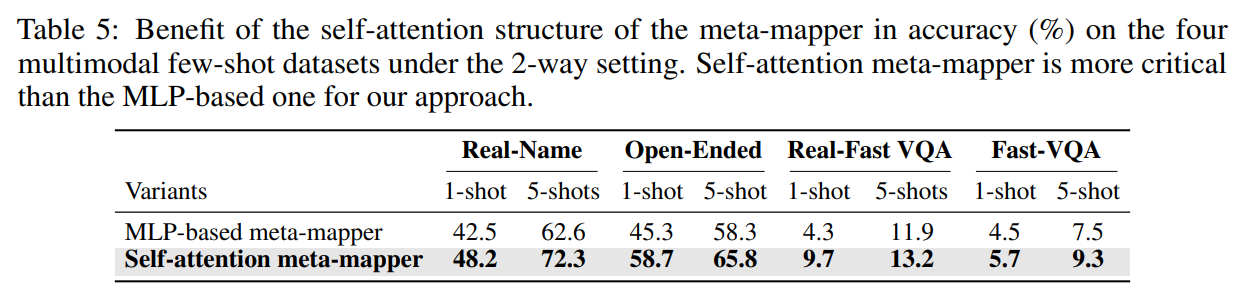 Table 5: Benefit of the self-attention structure of the meta-mapper in accuracy (%) on the four
multimodal few-shot datasets under the 2-way setting. Self-attention meta-mapper is more critical
than the MLP-based one for our approach.
Real-Name Open-Ended Real-Fast VQA Fast-VQA
Variants 1-shot 5-shots 1-shot 5-shot 1-shot 5-shots 1-shot 5-shot
MLP-based meta-mapper 42.5 62.6 45.3 58.3 4.3 11.9 4.5 7.5
Self-attention meta-mapper 48.2 72.3 58.7 65.8 9.7 13.2 5.7 9.3